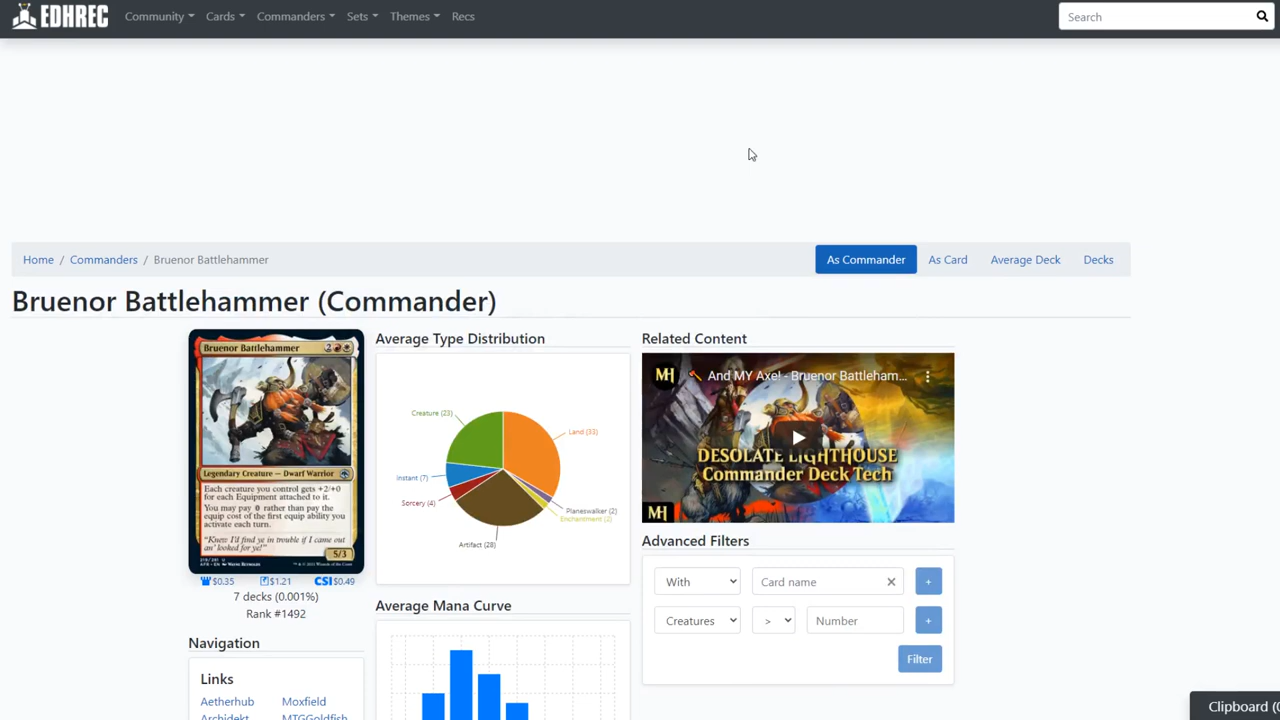 EDHREC
Community
Cards
Commanders
Sets
Themes
Recs
Search
Home / Commanders / Bruenor Battlehammer
As Commander
As Card
Average Deck
Decks
Bruenor Battlehammer (Commander)
Bruenor Battlehammer
Legendary Creature — Dwarf Warrior
Each creature you control gets +2/+0
for each Equipment attached to it.
You may pay 0 rather than pay the
equip cost of the first equip ability you
activate each turn.
"Knew I'd find ye in trouble if I came out
an' looked for ye!"
5/3
$0.35
$1.21
CSI $0.49
7 decks (0.001%)
Rank #1492
Navigation
Links
Aetherhub
Moxfield
Archidekt
MTGGoldfish
Average Type Distribution
Creature (23)
Land (33)
Instant (7)
Sorcery (4)
Planeswalker (2)
Enchantment (2)
Artifact (28)
Average Mana Curve
Related Content
MH
And MY Axe! - Bruenor Battleham...
DESOLATE LIGHTHOUSE
Commander Deck Tech
MH
Advanced Filters
With
Card name
+
Creatures
>
Number
+
Filter
Clipboard (0